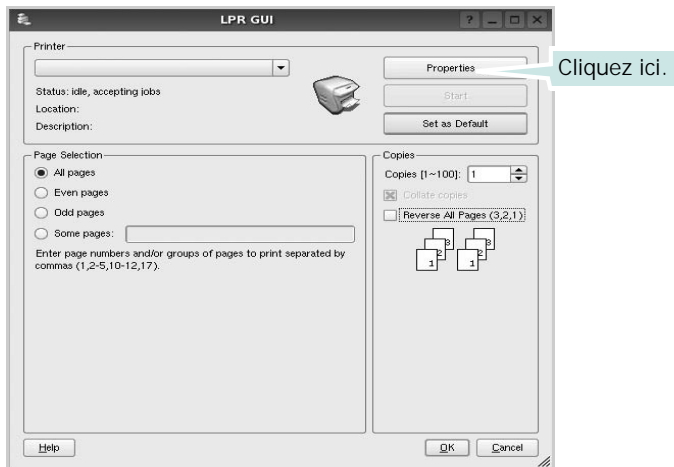 LPR GUI
Printer
Properties
Cliquez ici.
Status: idle, accepting jobs
Start
Location:
Description:
Set as Default
Page Selection
All pages
Even pages
Odd pages
Some pages:
Enter page numbers and/or groups of pages to print separated by
commas (1,2-5,10-12,17).
Copies
Copies [1~100]: 1
Collate copies
Reverse All Pages (3,2,1)
3 3
2 2
1 1
Help
OK
Cancel